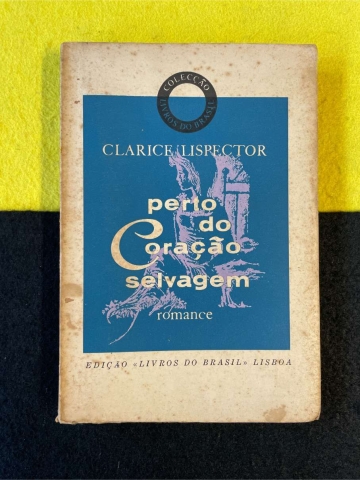 COLECÇÃO
LIVROS DO BRASIL
CLARICE LISPECTOR
perto
do
Coração
selvagem
romance
EDIÇÃO «LIVROS DO BRASIL» LISBOA